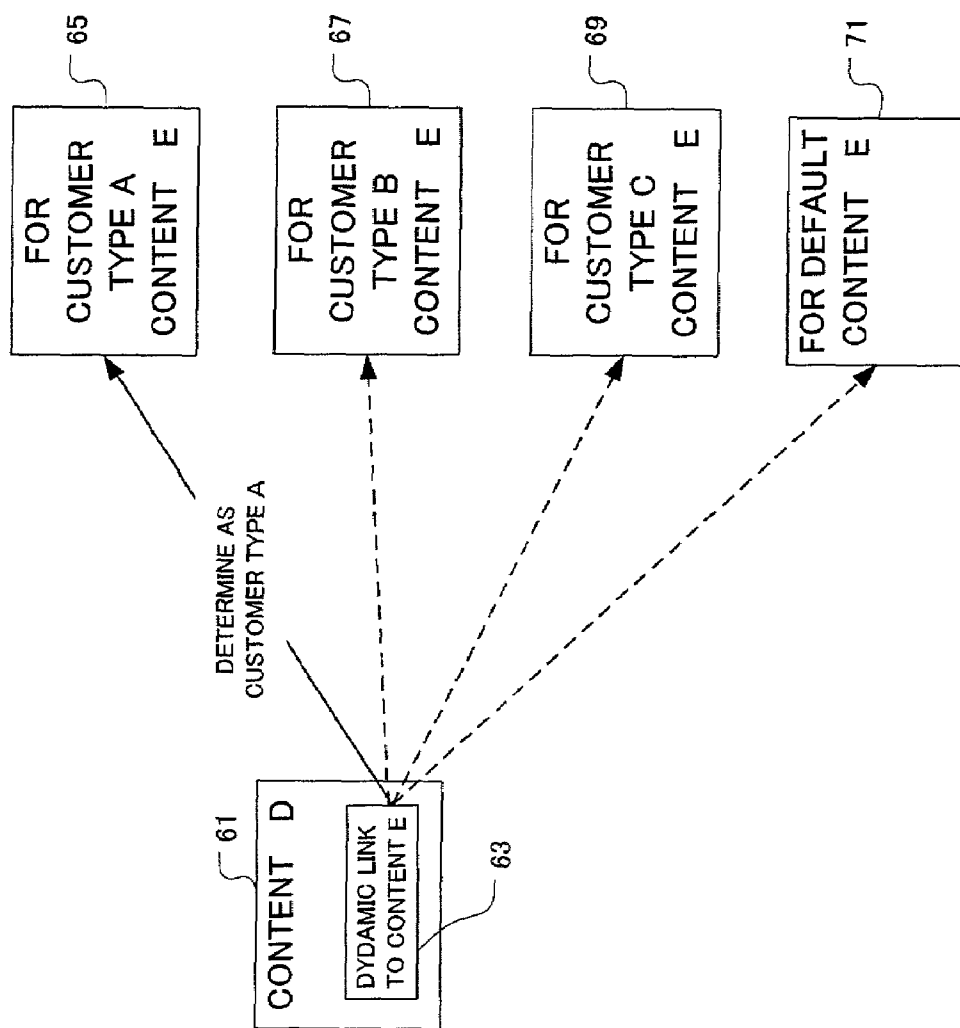 CONTENT D
61
DYDAMIC LINK
TO CONTENT E
63
DETERMINE AS
CUSTOMER TYPE A
FOR
CUSTOMER
TYPE A
CONTENT E
65
FOR
CUSTOMER
TYPE B
CONTENT E
67
FOR
CUSTOMER
TYPE C
CONTENT E
69
FOR DEFAULT
CONTENT E
71